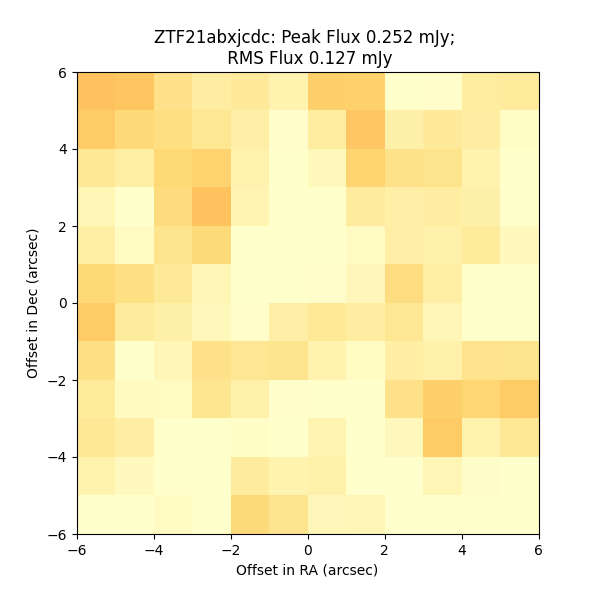 ZTF21abxjcdc: Peak Flux 0.252 mJy;
RMS Flux 0.127 mJy
6
4
2
0
−2
−4
−6
Offset in Dec (arcsec)
−6 −4 −2 0 2 4 6
Offset in RA (arcsec)